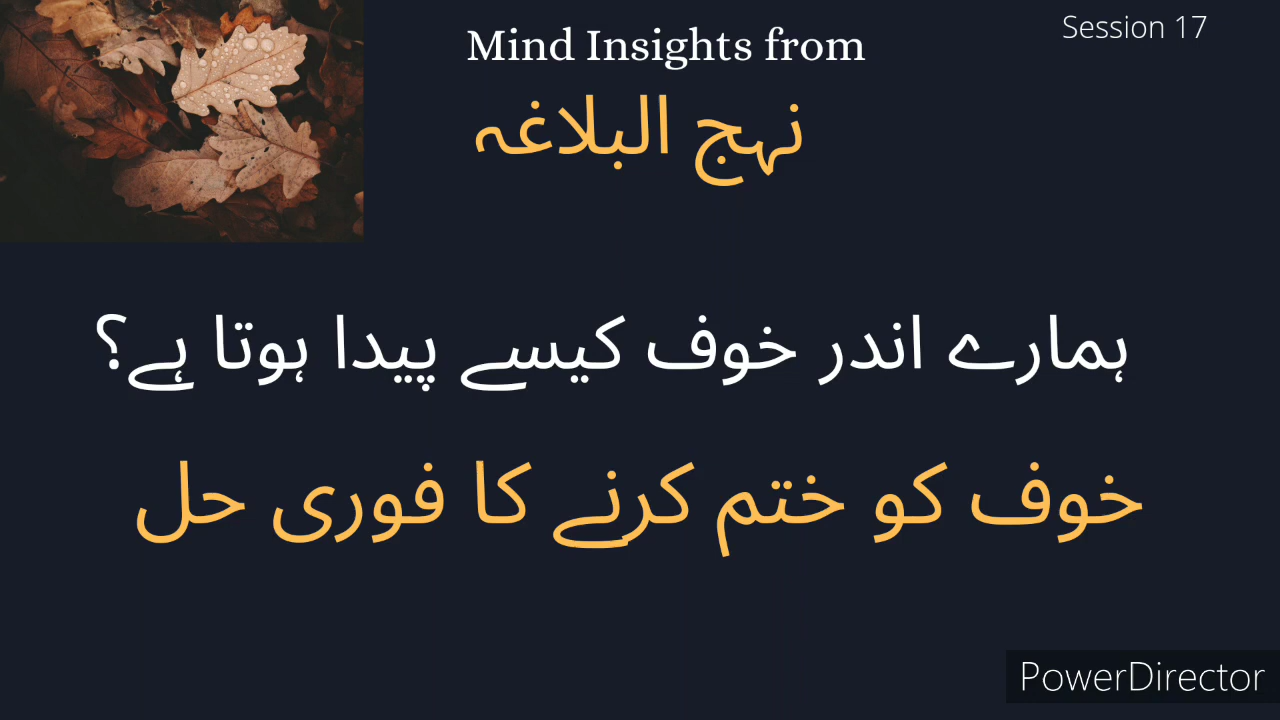 Session 17
Mind Insights from
نہج البلاغہ
ہمارے اندر خوف کیسے پیدا ہوتا ہے؟
خوف کو ختم کرنے کا فوری حل
PowerDirector